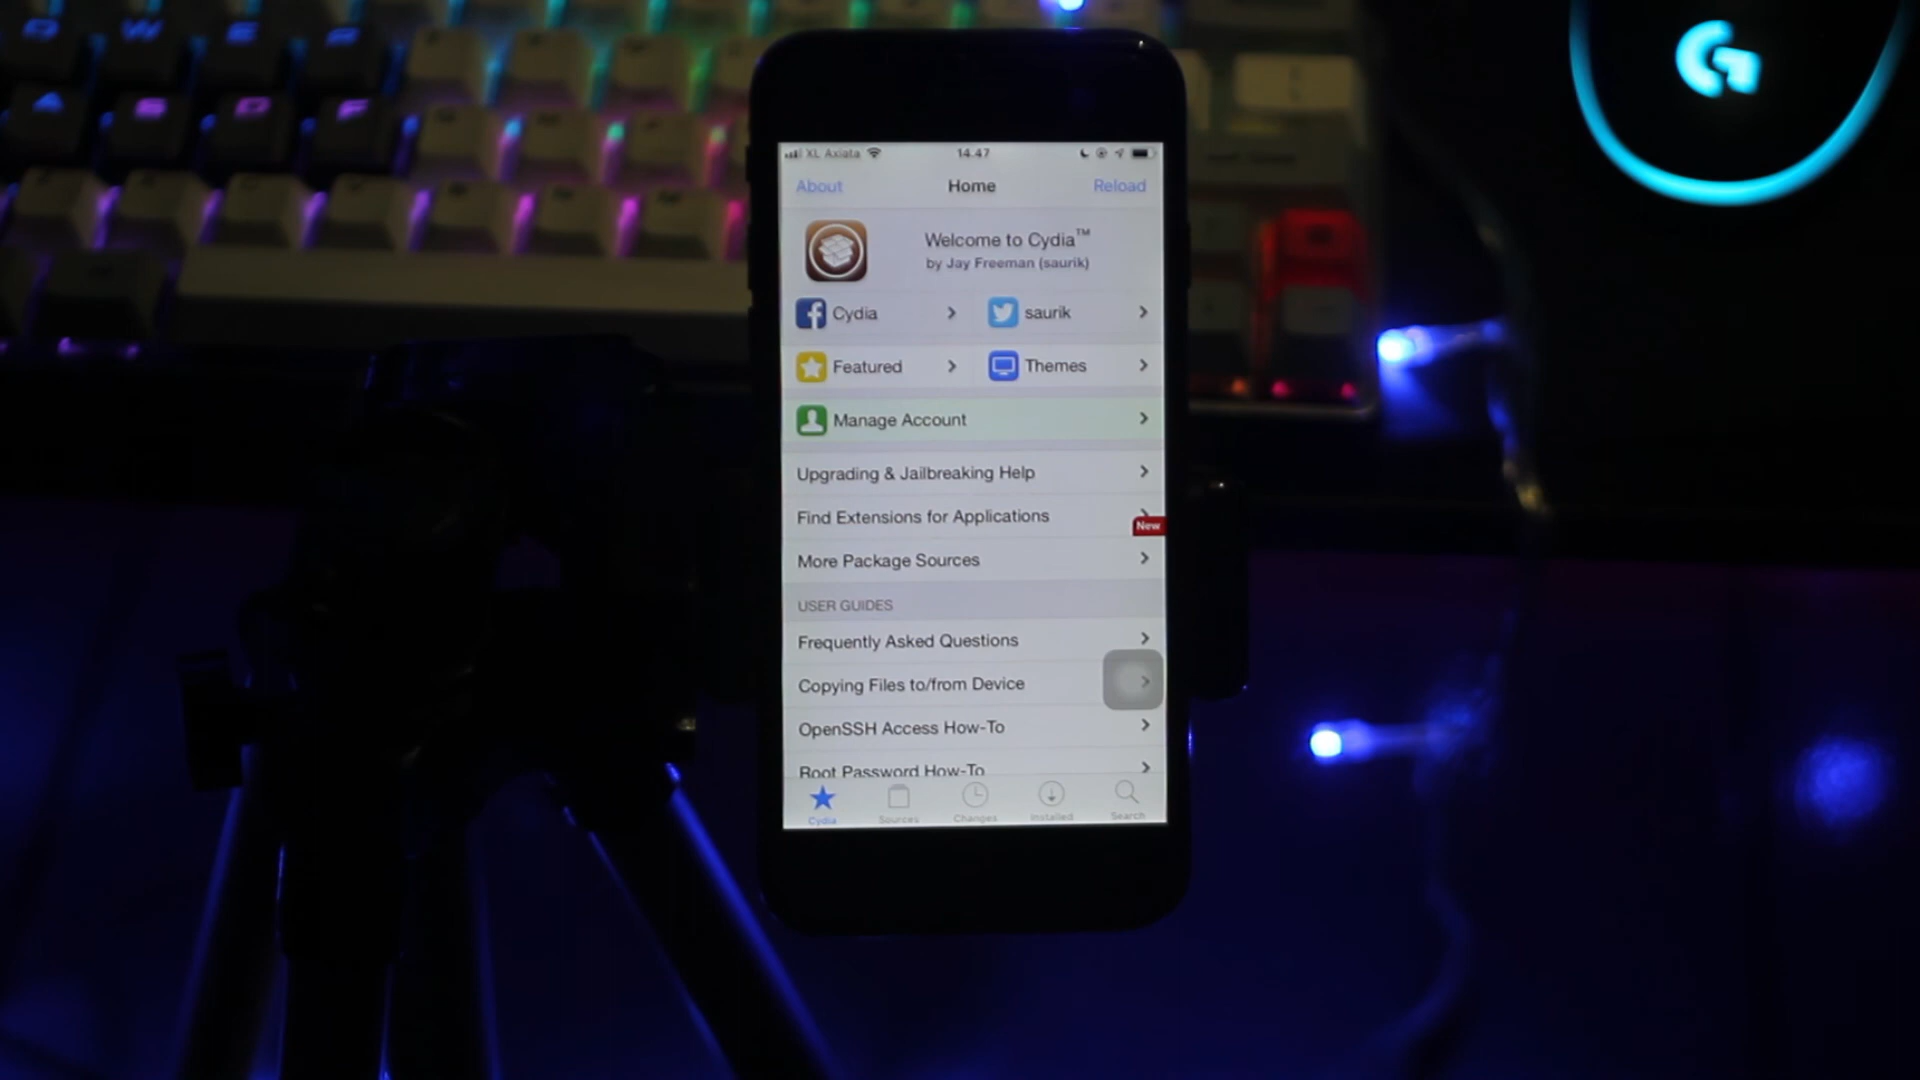 Q W E R
A S D F
G
XL Axiata 14.47
About Home Reload
Welcome to Cydia™
by Jay Freeman (saurik)
Cydia saurik
Featured Themes
Manage Account
Upgrading & Jailbreaking Help
Find Extensions for Applications
New
More Package Sources
USER GUIDES
Frequently Asked Questions
Copying Files to/from Device
OpenSSH Access How-To
Root Password How-To
Cydia Sources Changes Installed Search